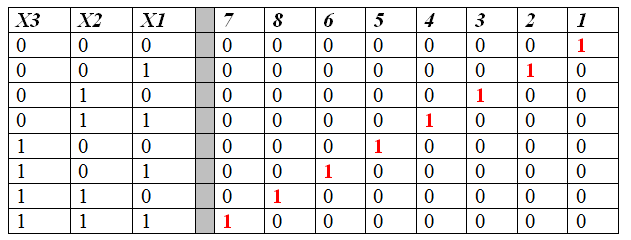 X3 X2 X1 7 8 6 5 4 3 2 1
0 0 0 0 0 0 0 0 0 0 1
0 0 1 0 0 0 0 0 0 1 0
0 1 0 0 0 0 0 0 1 0 0
0 1 1 0 0 0 0 1 0 0 0
1 0 0 0 0 0 1 0 0 0 0
1 0 1 0 0 1 0 0 0 0 0
1 1 0 0 1 0 0 0 0 0 0
1 1 1 1 0 0 0 0 0 0 0